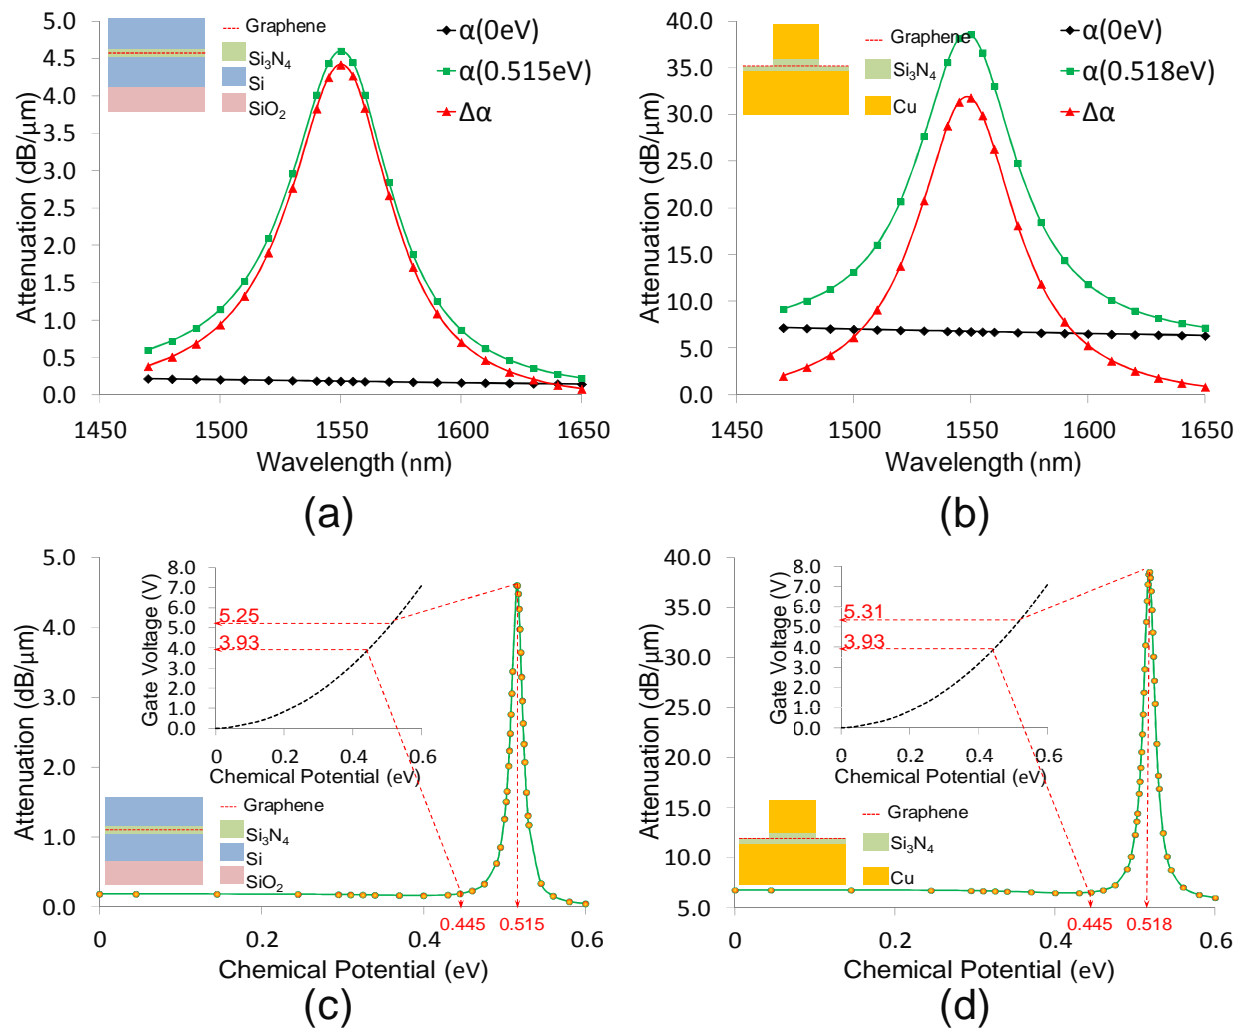 5.0
4.5
4.0
3.5
3.0
2.5
2.0
1.5
1.0
0.5
0.0
Attenuation (dB/μm)
1450 1500 1550 1600 1650
Wavelength (nm)
Graphene
Si3N4
Si
SiO2
α(0eV)
α(0.515eV)
Δα
(a)
40.0
35.0
30.0
25.0
20.0
15.0
10.0
5.0
0.0
Attenuation (dB/μm)
1450 1500 1550 1600 1650
Wavelength (nm)
Graphene
Si3N4
Cu
α(0eV)
α(0.518eV)
Δα
(b)
5.0
4.0
3.0
2.0
1.0
0.0
Attenuation (dB/μm)
0 0.2 0.4 0.6
0.445 0.515
Chemical Potential (eV)
8.0
7.0
6.0
5.0
4.0
3.0
2.0
1.0
0.0
Gate Voltage (V)
5.25
3.93
0 0.2 0.4 0.6
Chemical Potential (eV)
Graphene
Si3N4
Si
SiO2
(c)
40.0
35.0
30.0
25.0
20.0
15.0
10.0
5.0
Attenuation (dB/μm)
0 0.2 0.4 0.6
0.445 0.518
Chemical Potential (eV)
8.0
7.0
6.0
5.0
4.0
3.0
2.0
1.0
0.0
Gate Voltage (V)
5.31
3.93
0 0.2 0.4 0.6
Chemical Potential (eV)
Graphene
Si3N4
Cu
(d)